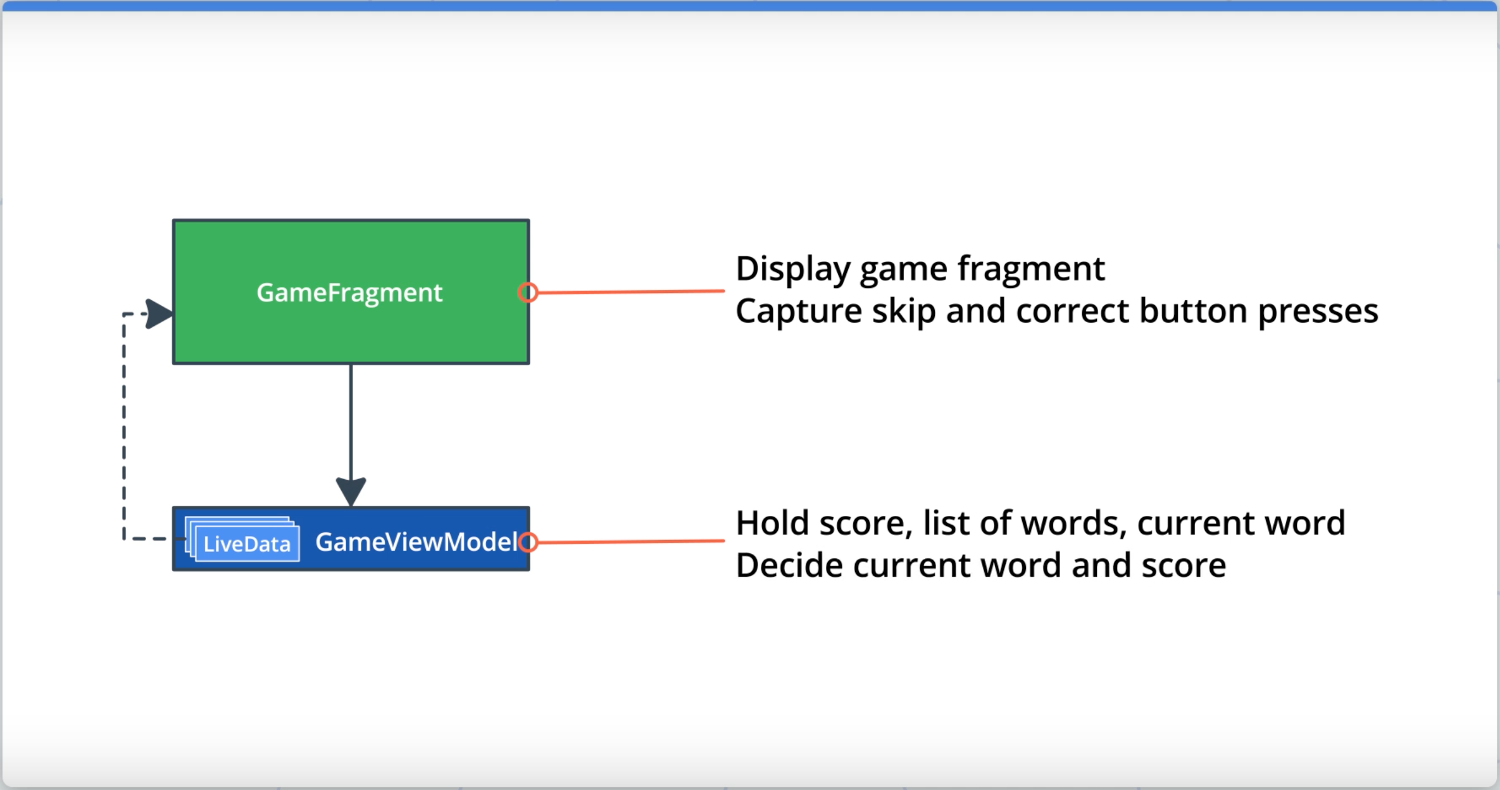 GameFragment
Display game fragment
Capture skip and correct button presses
LiveData
GameViewModel
Hold score, list of words, current word
Decide current word and score